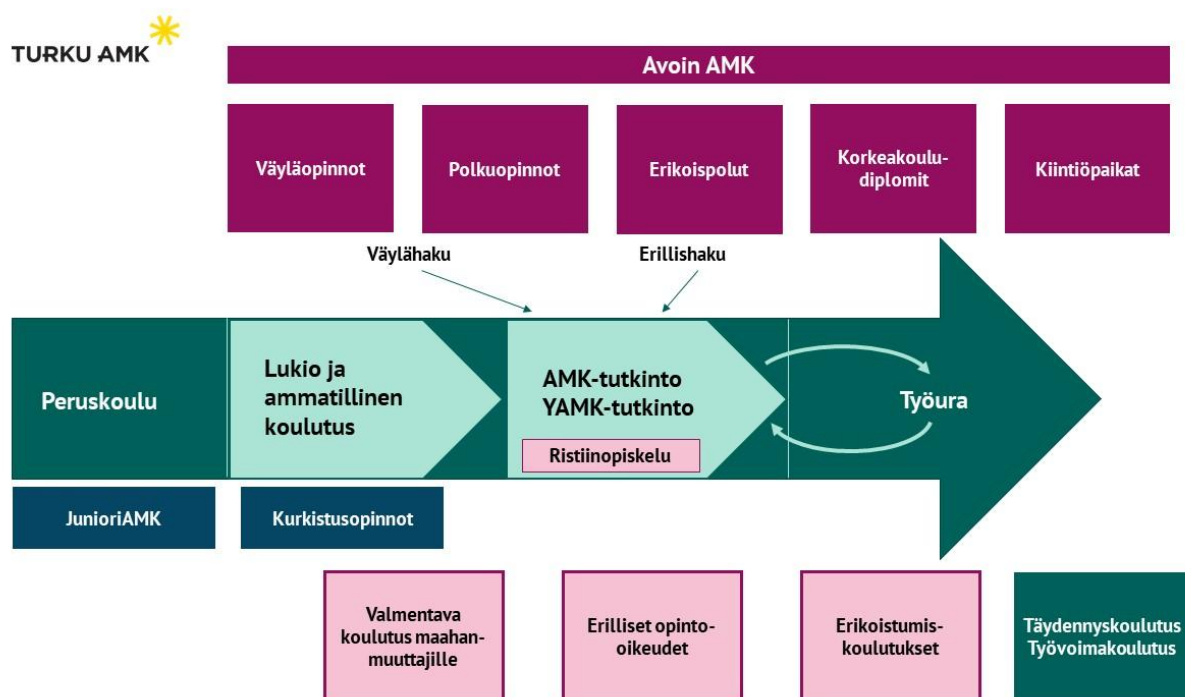 TURKU AMK
Avoin AMK
Väyläopinnot
Polkuopinnot
Erikoispolut
Korkeakoulu-
diplomit
Kiintiöpaikat
Väylähaku
Erillishaku
Peruskoulu
Lukio ja
ammatillinen
koulutus
AMK-tutkinto
YAMK-tutkinto
Ristiinopiskelu
Työura
JunioriAMK
Kurkistusopinnot
Valmentava
koulutus maahan-
muuttajille
Erilliset opinto-
oikeudet
Erikoistumis-
koulutukset
Täydennyskoulutus
Työvoimakoulutus